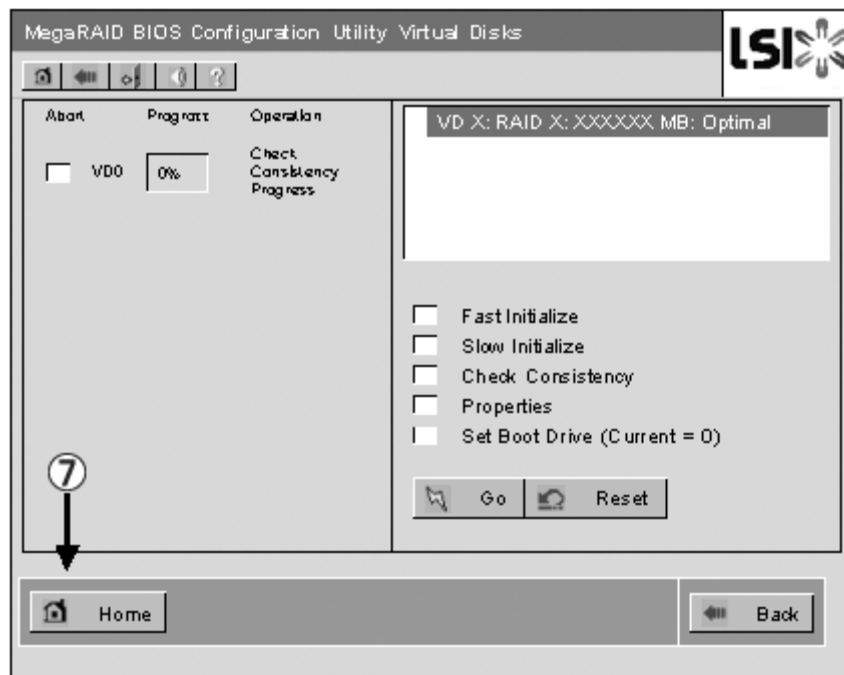 MegaRAID BIOS Configuration Utility Virtual Disks
LSI
Abort Progratt Operation
VD0 0% Check
Consistency
Progress
VD X: RAID X: XXXXXX MB: Optimal
Fast Initialize
Slow Initialize
Check Consistency
Properties
Set Boot Drive (Current = 0)
Go Reset
⑦
Home Back